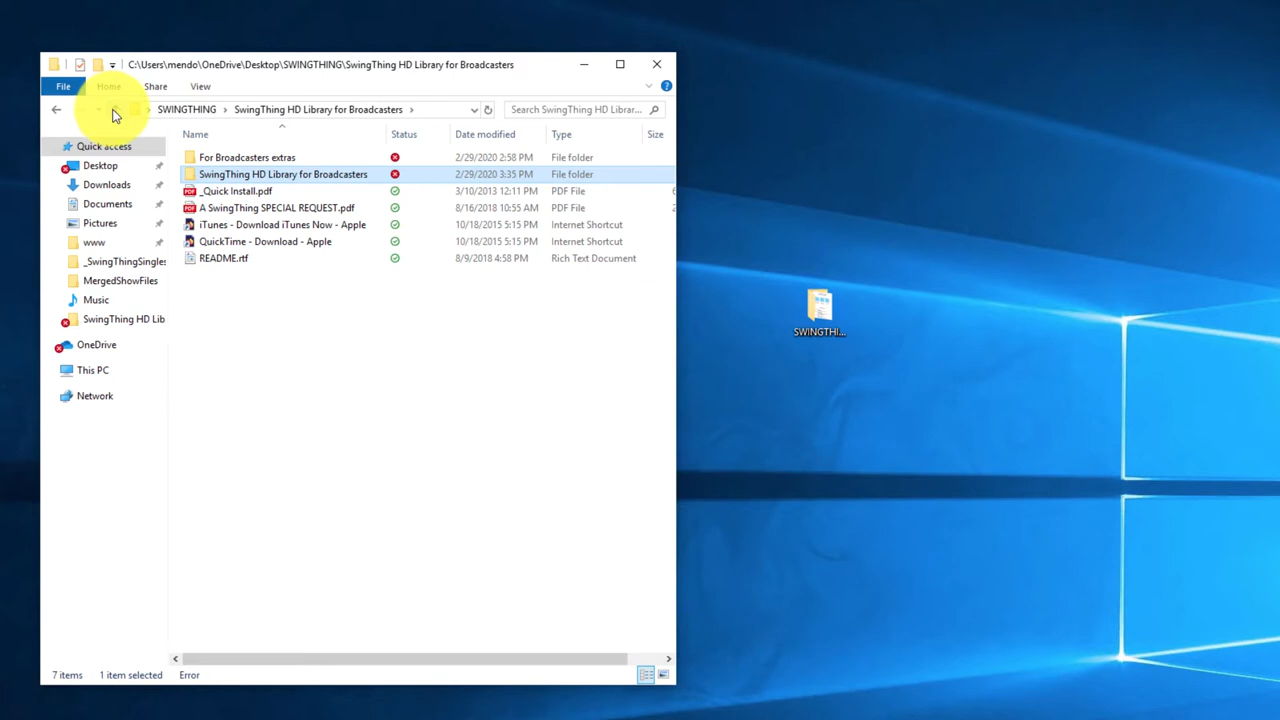 C:\Users\mendo\OneDrive\Desktop\SWINGTHING\SwingThing HD Library for Broadcasters
File Home Share View
SWINGTHING SwingThing HD Library for Broadcasters Search SwingThing HD Librar...
Name Status Date modified Type Size
Quick access
Desktop
Downloads
Documents
Pictures
www
_SwingThingSingles
MergedShowFiles
Music
SwingThing HD Lib
OneDrive
This PC
Network
For Broadcasters extras 2/29/2020 2:58 PM File folder
SwingThing HD Library for Broadcasters 2/29/2020 3:35 PM File folder
PDF _Quick Install.pdf 3/10/2013 12:11 PM PDF File 6
PDF A SwingThing SPECIAL REQUEST.pdf 8/16/2018 10:55 AM PDF File 2
iTunes - Download iTunes Now - Apple 10/18/2015 5:15 PM Internet Shortcut
QuickTime - Download - Apple 10/18/2015 5:15 PM Internet Shortcut
README.rtf 8/9/2018 4:58 PM Rich Text Document
SWINGTHI...
7 items 1 item selected Error